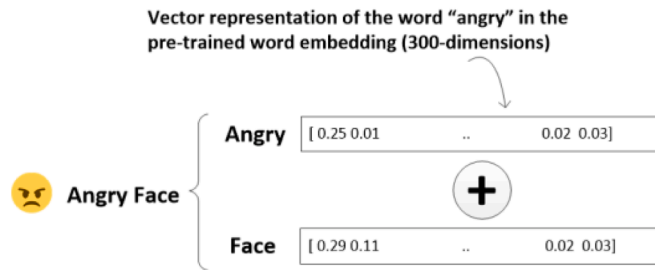 Vector representation of the word “angry” in the
pre-trained word embedding (300-dimensions)
Angry [ 0.25 0.01 .. 0.02 0.03]
Angry Face
Face [ 0.29 0.11 .. 0.02 0.03]